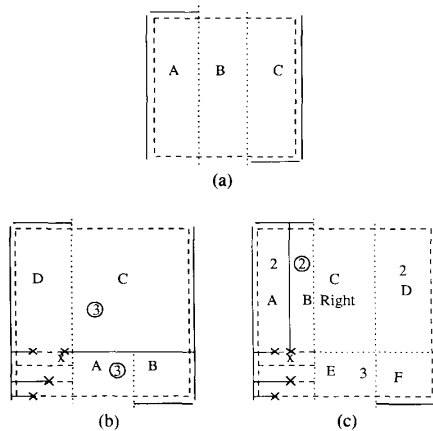 A B C
(a)
D C
③
A ③ B
x
(b)
2 ② 2
C
D
A B Right
x
E 3 F
(c)